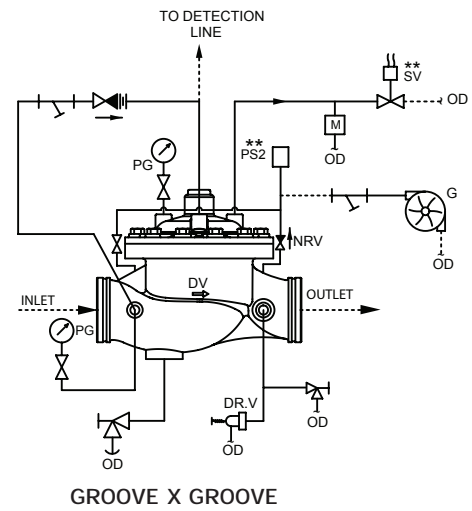 TO DETECTION
LINE
**
SV
OD
M
OD
PG
**
PS2
G
OD
NRV
DV
INLET
OUTLET
PG
DR.V
OD
OD
OD
GROOVE X GROOVE